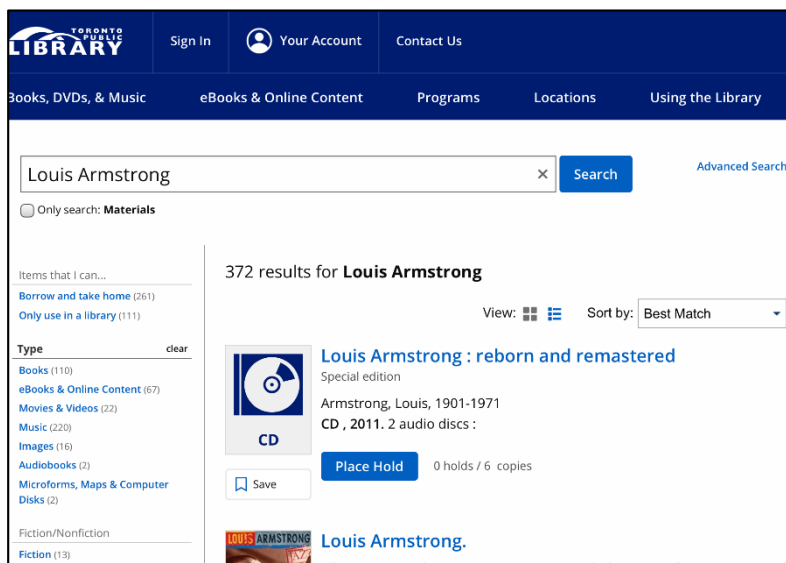 TORONTO
PUBLIC
LIBRARY
Sign In
Your Account
Contact Us
Books, DVDs, & Music
eBooks & Online Content
Programs
Locations
Using the Library
Louis Armstrong
×
Search
Advanced Search
Only search: Materials
Items that I can...
Borrow and take home (261)
Only use in a library (111)
Type
clear
Books (110)
eBooks & Online Content (67)
Movies & Videos (22)
Music (220)
Images (16)
Audiobooks (2)
Microforms, Maps & Computer
Disks (2)
Fiction/Nonfiction
Fiction (13)
372 results for Louis Armstrong
View:
Sort by:
Best Match
CD
Save
Louis Armstrong : reborn and remastered
Special edition
Armstrong, Louis, 1901-1971
CD , 2011. 2 audio discs :
Place Hold
0 holds / 6 copies
LOUIS ARMSTRONG
Louis Armstrong.